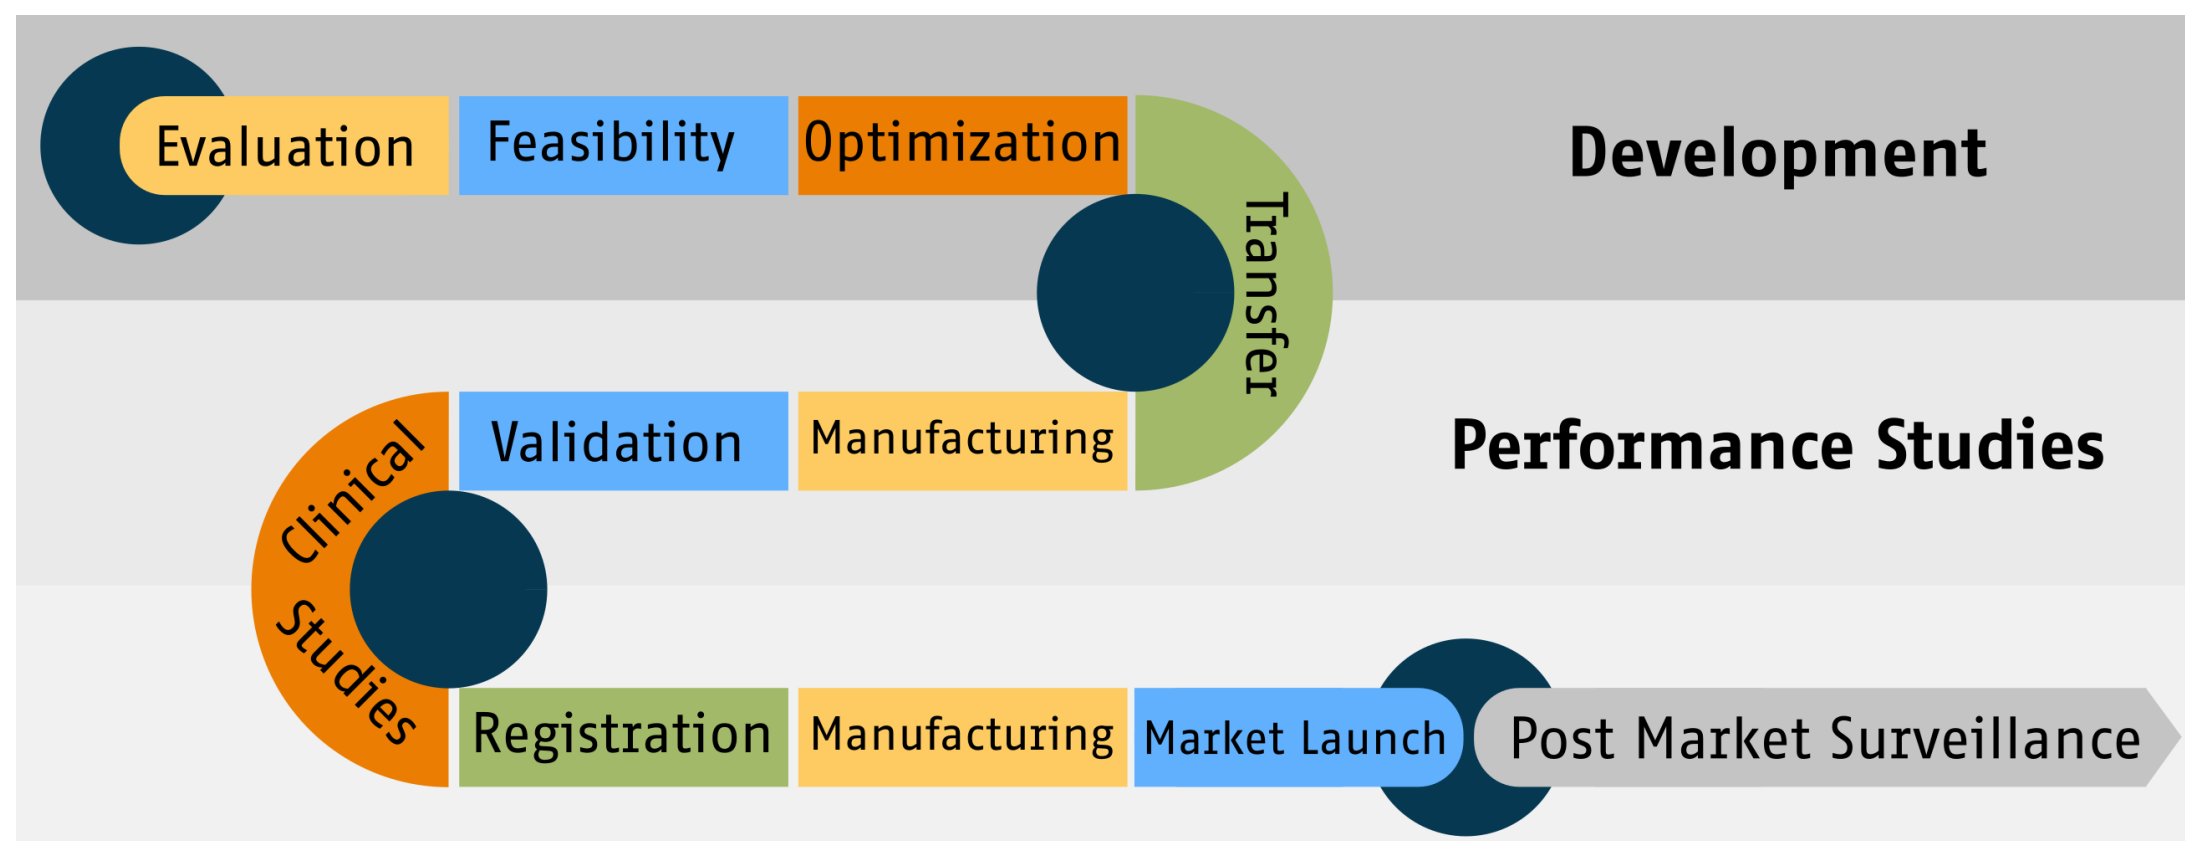 Evaluation
Feasibility
Optimization
Transfer
Development
Manufacturing
Validation
Clinical
Studies
Performance Studies
Registration
Manufacturing
Market Launch
Post Market Surveillance